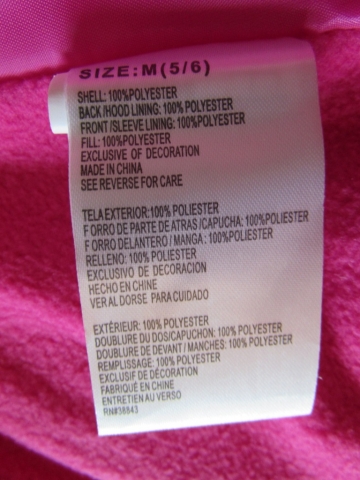 SIZE:M(5/6)
SHELL: 100%POLYESTER
BACK/HOOD LINING: 100% POLYESTER
FRONT/SLEEVE LINING: 100% POLYESTER
FILL: 100%POLYESTER
EXCLUSIVE OF DECORATION
MADE IN CHINA
SEE REVERSE FOR CARE
TELA EXTERIOR:100% POLIESTER
F ORRO DE PARTE DE ATRAS /CAPUCHA: 100%POLIESTER
F ORRO DELANTERO / MANGA : 100%POLIESTER
RELLENO: 100% POLIESTER
EXCLUSIVO DE DECORACION
HECHO EN CHINE
VER AL DORSE PARA CUIDADO
EXTÉRIEUR: 100% POLYESTER
DOUBLURE DU DOS/CAPUCHON: 100% POLYESTER
DOUBLURE DE DEVANT / MANCHES: 100% POLYESTER
REMPLISSAGE: 100% POLYESTER
EXCLUSIF DE DÉCORATION
FABRIQUÉ EN CHINE
ENTRETIEN AU VERSO
RN#38843